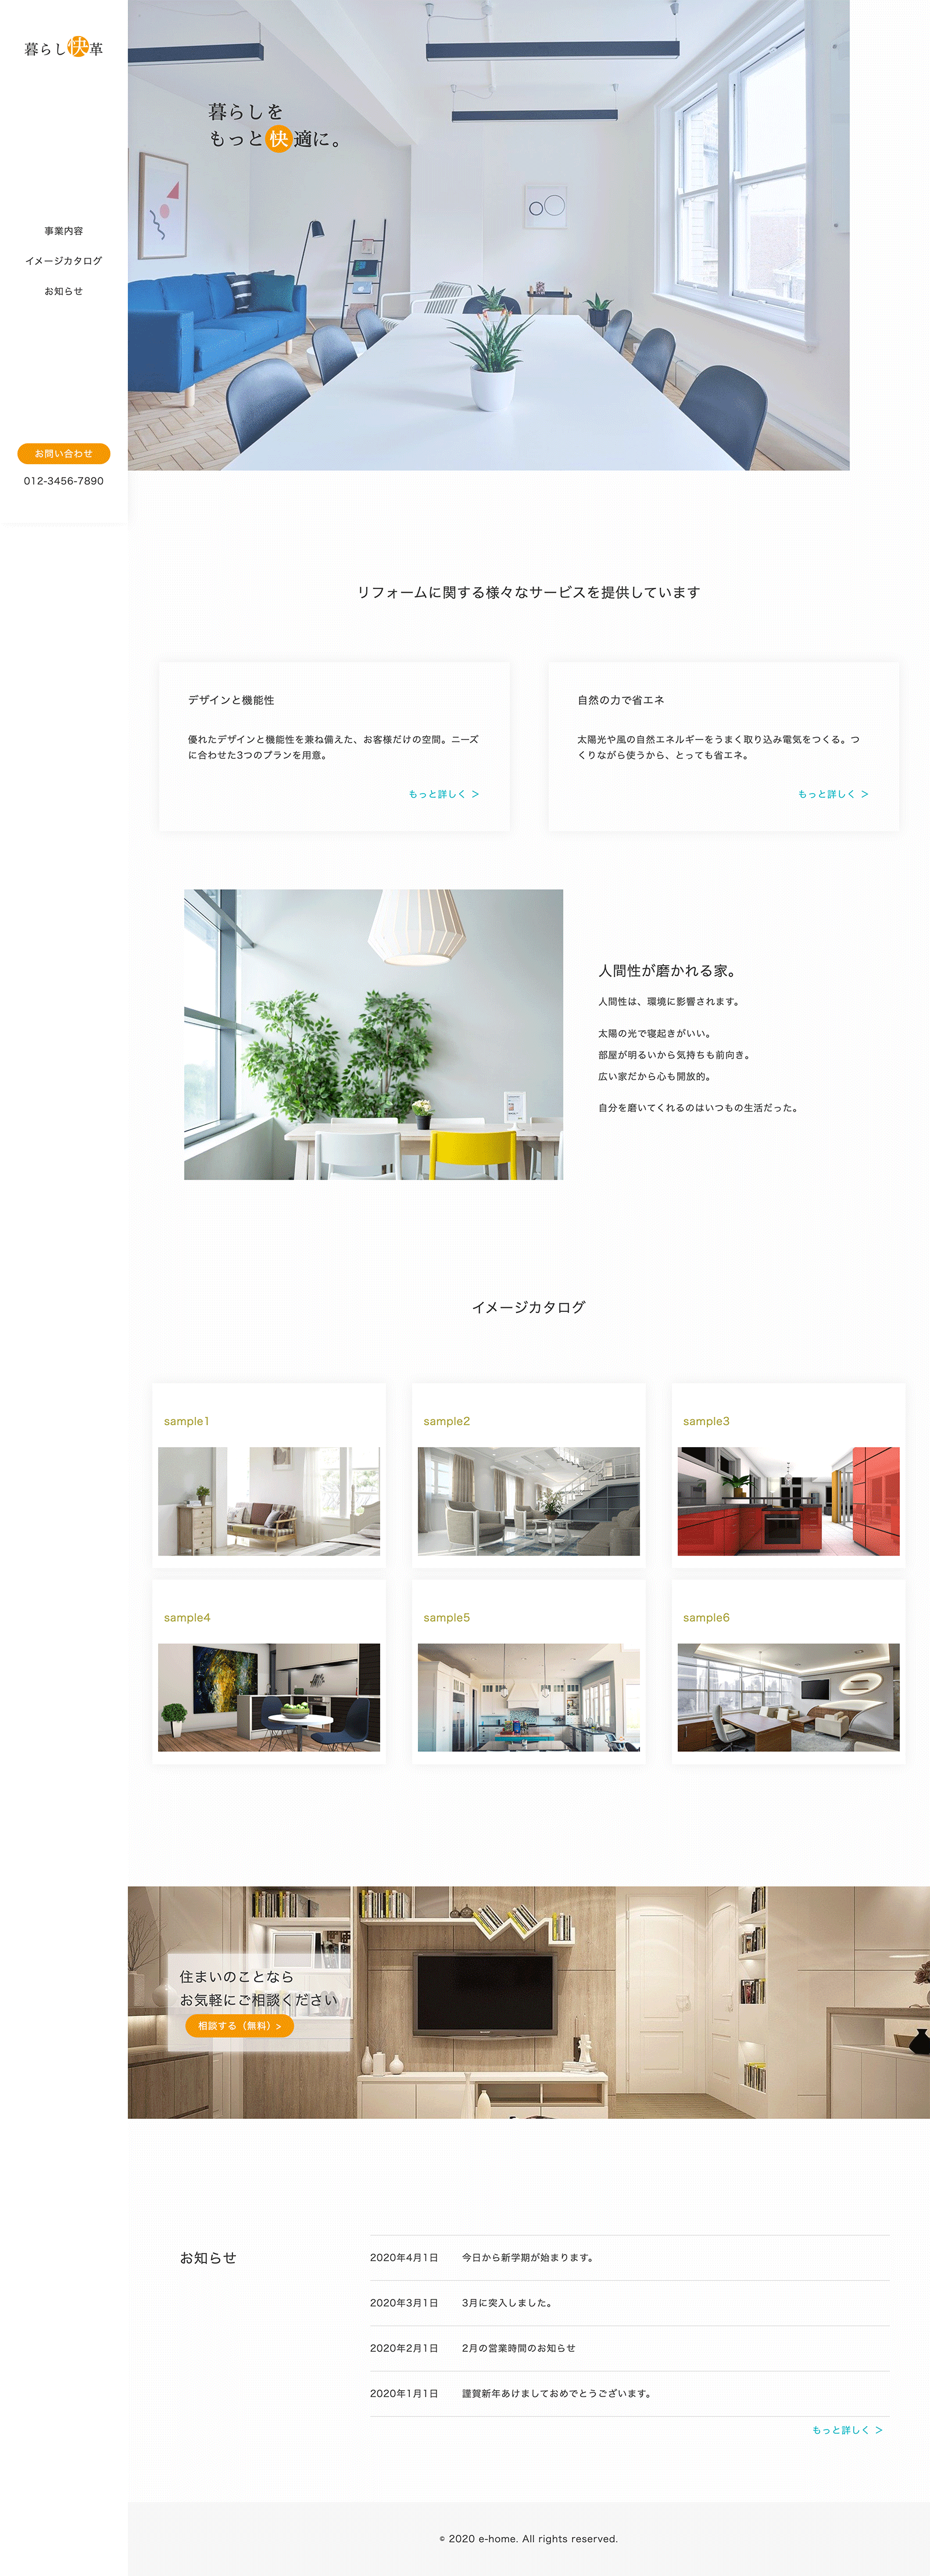 暮らし快革
事業内容
イメージカタログ
お知らせ
お問い合わせ
012-3456-7890
暮らしを
もっと快適に。
リフォームに関する様々なサービスを提供しています
デザインと機能性
優れたデザインと機能性を兼ね備えた、お客様だけの空間。ニーズ
に合わせた3つのプランを用意。
もっと詳しく ＞
自然の力で省エネ
太陽光や風の自然エネルギーをうまく取り込み電気をつくる。つ
くりながら使うから、とっても省エネ。
もっと詳しく ＞
人間性が磨かれる家。
人間性は、環境に影響されます。
太陽の光で寝起きがいい。
部屋が明るいから気持ちも前向き。
広い家だから心も開放的。
自分を磨いてくれるのはいつもの生活だった。
イメージカタログ
sample1
sample2
sample3
sample4
sample5
sample6
住まいのことなら
お気軽にご相談ください
相談する（無料）>
お知らせ
2020年4月1日 今日から新学期が始まります。
2020年3月1日 3月に突入しました。
2020年2月1日 2月の営業時間のお知らせ
2020年1月1日 謹賀新年あけましておめでとうございます。
もっと詳しく ＞
© 2020 e-home. All rights reserved.